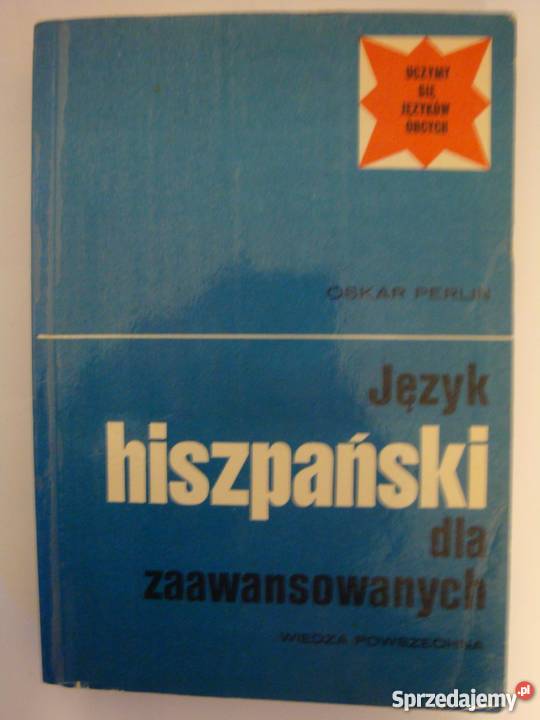 UCZYMY
SIĘ
JĘZYKÓW
OBCYCH
OSKAR PERLIN
Język
hiszpański
dla
zaawansowanych
WIEDZA POWSZECHNA
Sprzedajemy.pl